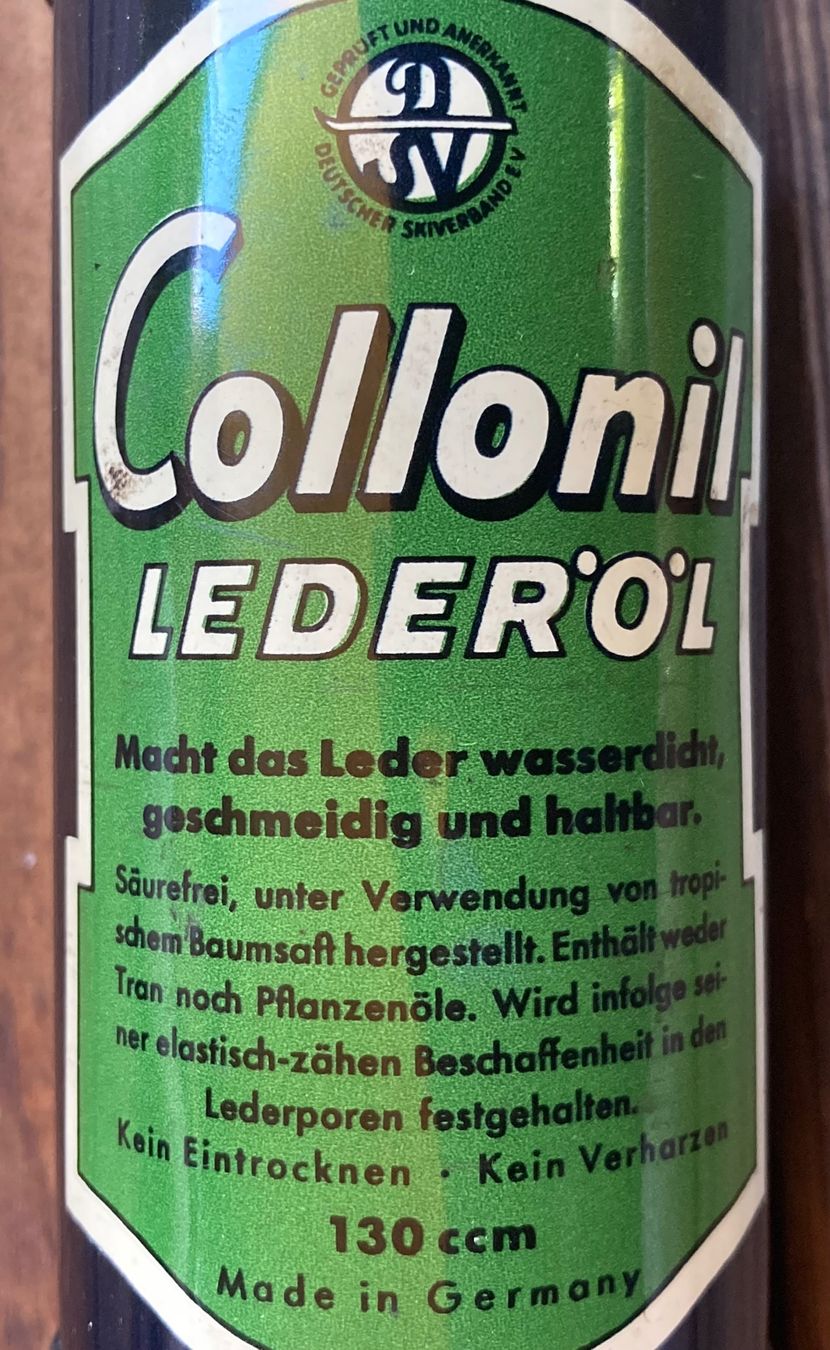 GEPRÜFT UND ANERKANNT
DSV
DEUTSCHER SKIVERBAND E.V
Collonil
LEDERÖL
Macht das Leder wasserdicht,
geschmeidig und haltbar.
Säurefrei, unter Verwendung von tropi-
schem Baumsaft hergestellt. Enthält weder
Tran noch Pflanzenöle. Wird infolge sei-
ner elastisch-zähen Beschaffenheit in den
Lederporen festgehalten.
Kein Eintrocknen · Kein Verharzen
130 ccm
Made in Germany